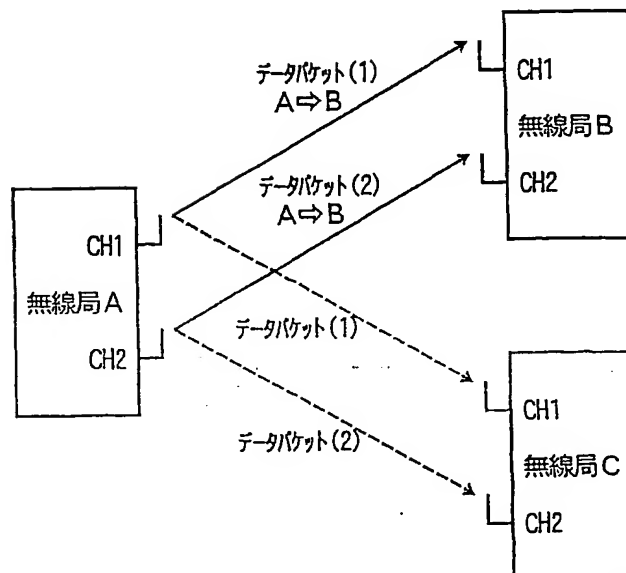 データパケット(1)
A⇨B
CH1
無線局B
データパケット(2)
A⇨B
CH2
CH1
無線局A
CH2
データパケット(1)
CH1
データパケット(2)
無線局C
CH2